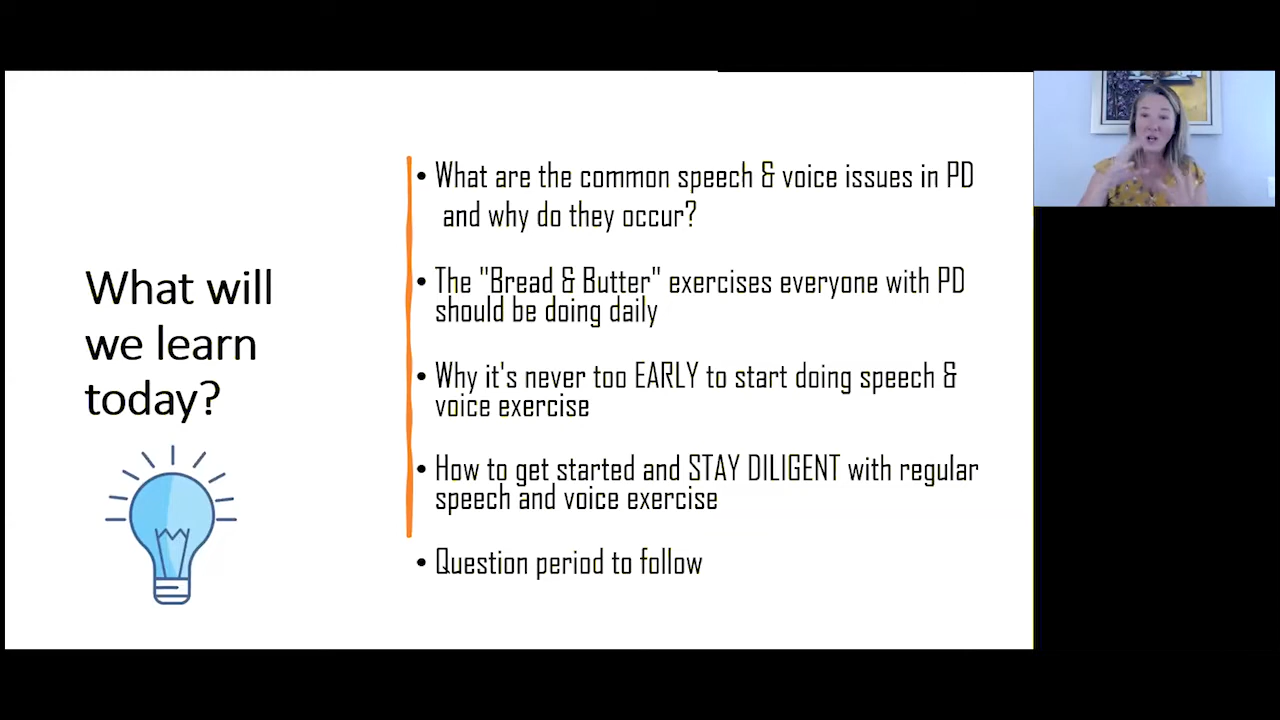 What will
we learn
today?
• What are the common speech & voice issues in PD
and why do they occur?
• The "Bread & Butter" exercises everyone with PD
should be doing daily
• Why it's never too EARLY to start doing speech &
voice exercise
• How to get started and STAY DILIGENT with regular
speech and voice exercise
• Question period to follow